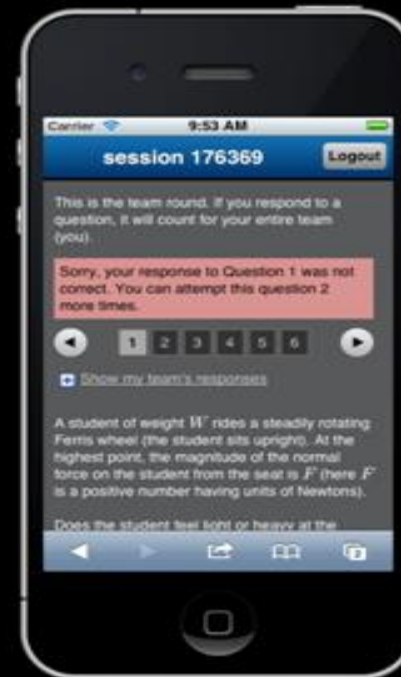 Carrier 9:53 AM
session 176369 Logout
This is the team round. If you respond to a
question, it will count for your entire team
(you).
Sorry, your response to Question 1 was not
correct. You can attempt this question 2
more times.
1 2 3 4 5 6
Show my team's responses
A student of weight W rides a steadily rotating
Ferris wheel (the student sits upright). At the
highest point, the magnitude of the normal
force on the student from the seat is F (here F
is a positive number having units of Newtons).
Does the student feel light or heavy at the
2